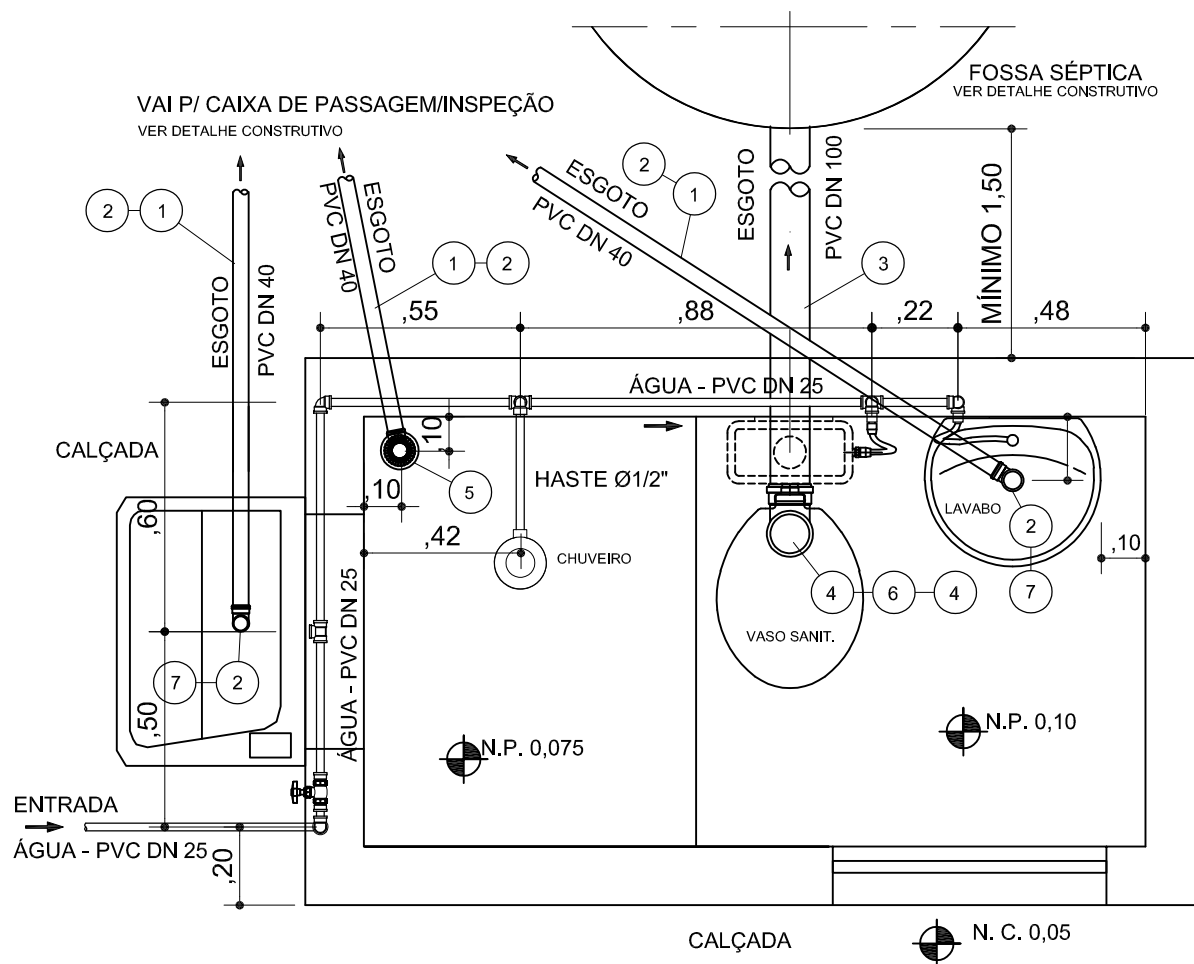 FOSSA SÉPTICA
VER DETALHE CONSTRUTIVO
VAI P/ CAIXA DE PASSAGEM/INSPEÇÃO
VER DETALHE CONSTRUTIVO
2
1
ESGOTO
PVC DN 40
ESGOTO
PVC DN 40
1
2
2
1
ESGOTO
PVC DN 40
ESGOTO
PVC DN 100
3
MÍNIMO 1,50
,55
,88
,22
,48
ÁGUA - PVC DN 25
CALÇADA
,10
,10
5
HASTE Ø1/2"
,42
CHUVEIRO
LAVABO
2
7
,10
,60
4
6
4
VASO SANIT.
7
2
,50
ÁGUA - PVC DN 25
N.P. 0,075
N.P. 0,10
ENTRADA
ÁGUA - PVC DN 25
,20
CALÇADA
N. C. 0,05